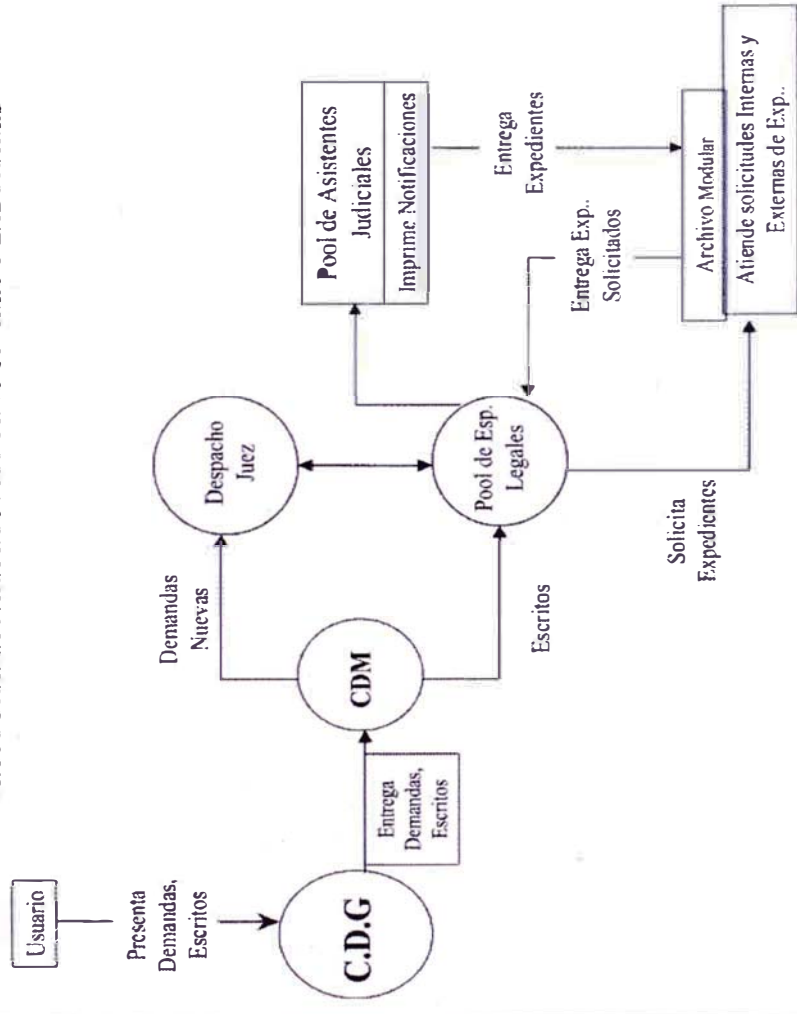 Usuario
Presenta
Demandas,
Escritos
C.D.G
Entrega
Demandas,
Escritos
CDM
Demandas
Nuevas
Escritos
Despacho
Juez
Pool de Esp.
Legales
Solicita
Expedientes
Pool de Asistentes
Judiciales
Imprime Notificaciones
Entrega
Expedientes
Entrega Exp..
Solicitados
Archivo Modular
Atiende solicitudes Internas y
Externas de Exp..